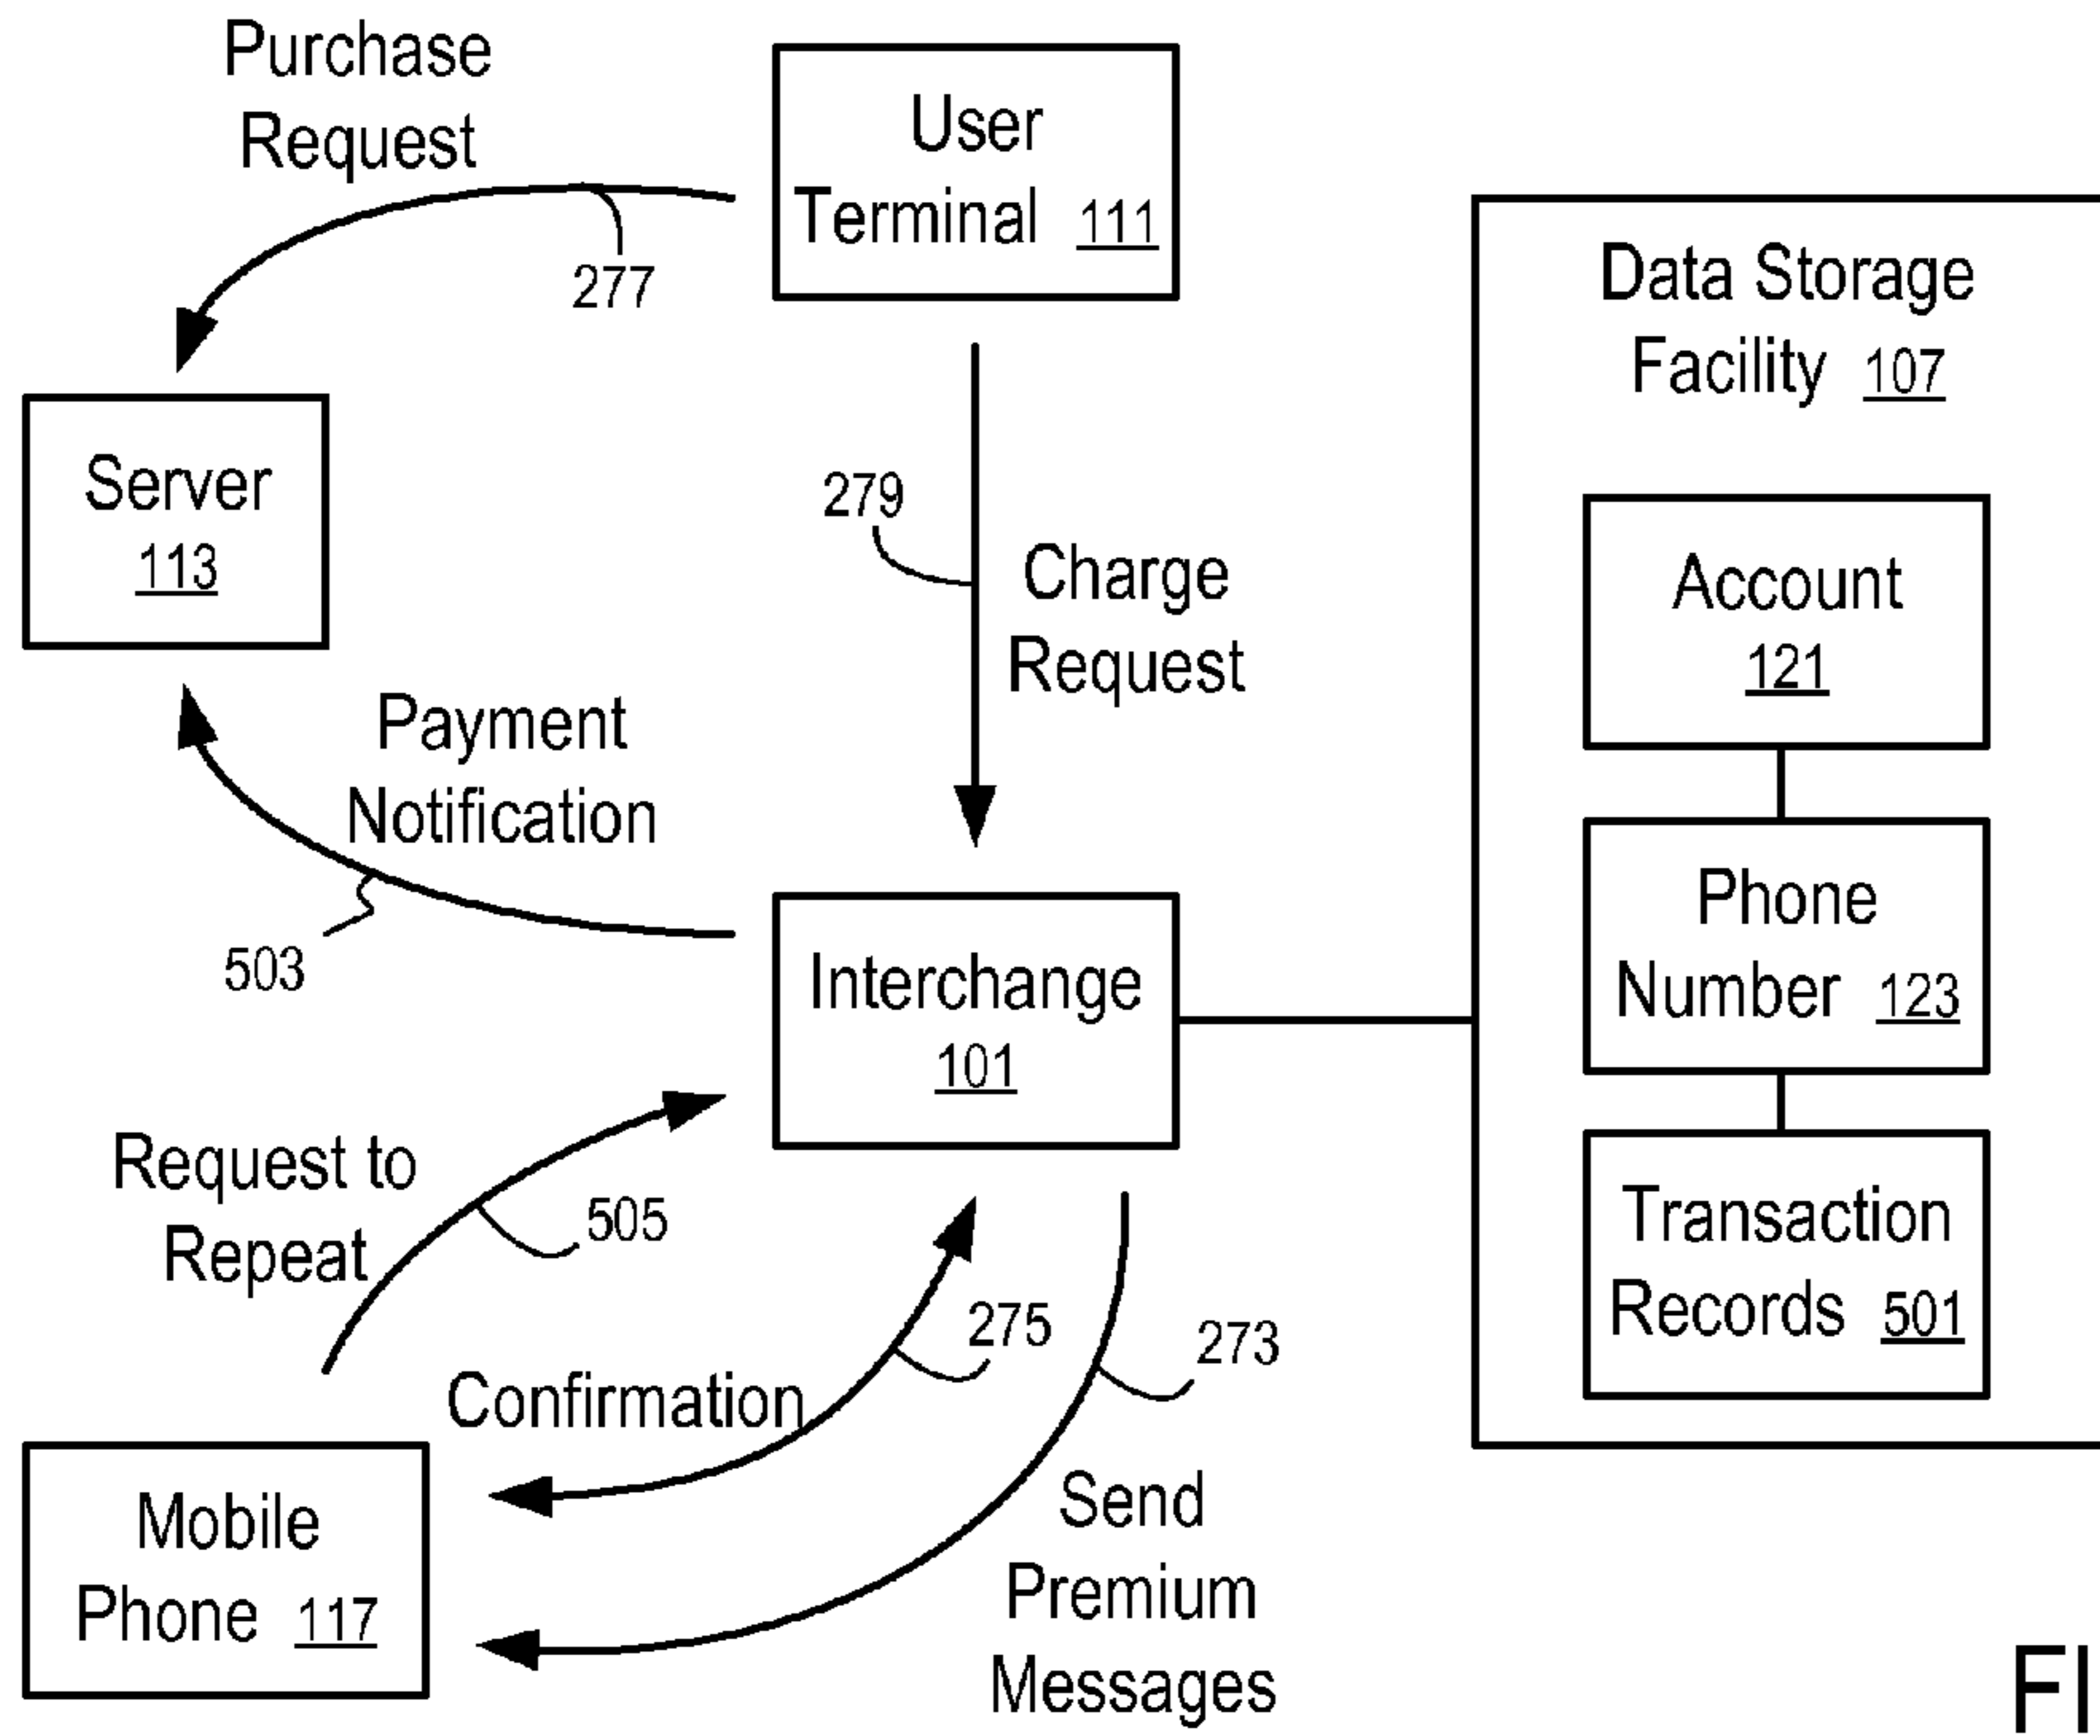 Purchase
Request
277
User
Terminal 111
Server
113
279
Charge
Request
Payment
Notification
503
Interchange
101
Request to
Repeat
505
Confirmation
275
273
Send
Premium
Messages
Mobile
Phone 117
Data Storage
Facility 107
Account
121
Phone
Number 123
Transaction
Records 501
FI